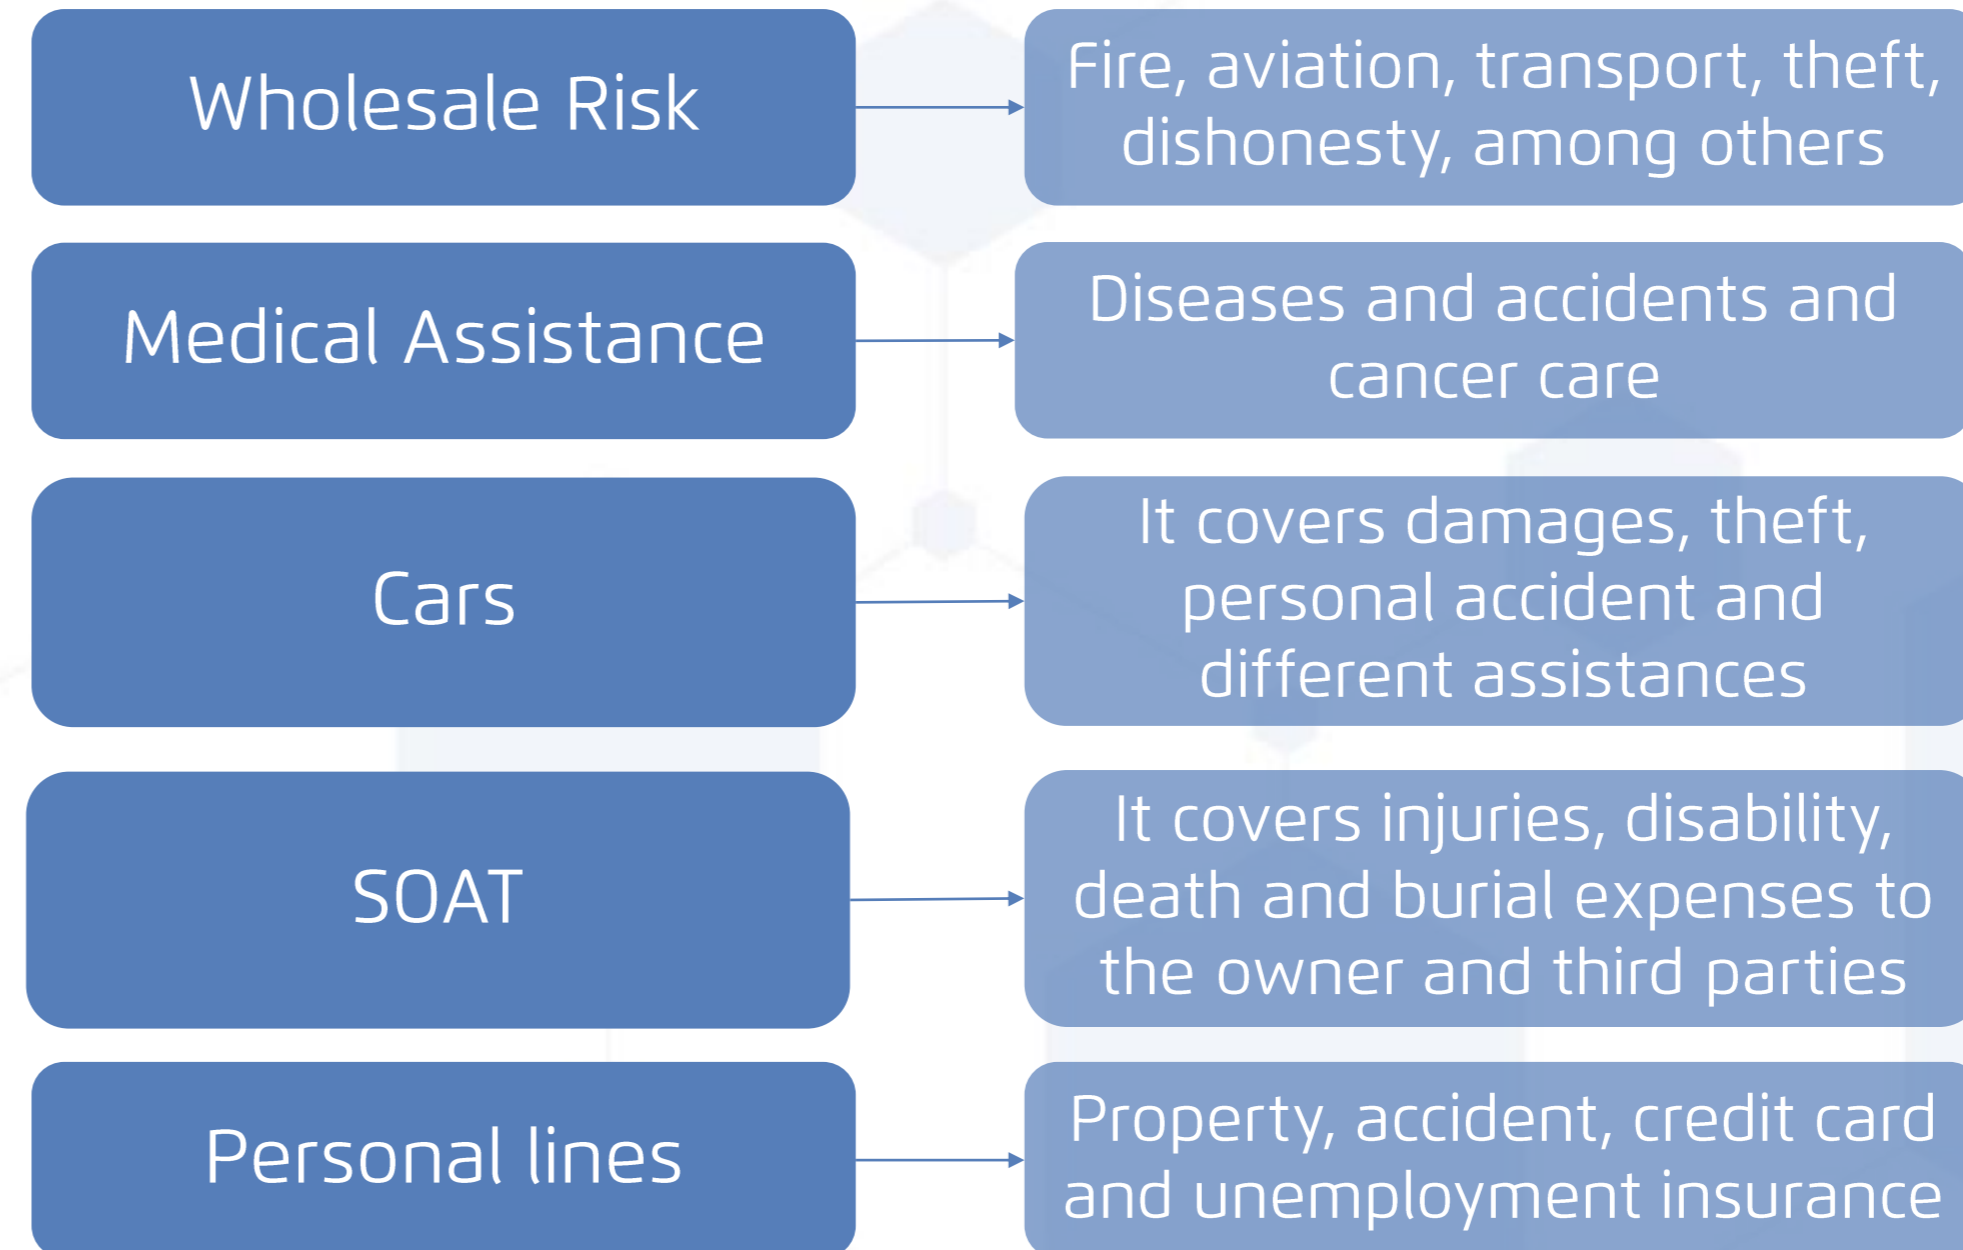 Wholesale Risk
Fire, aviation, transport, theft,
dishonesty, among others
Medical Assistance
Diseases and accidents and
cancer care
Cars
It covers damages, theft,
personal accident and
different assistances
SOAT
It covers injuries, disability,
death and burial expenses to
the owner and third parties
Personal lines
Property, accident, credit card
and unemployment insurance